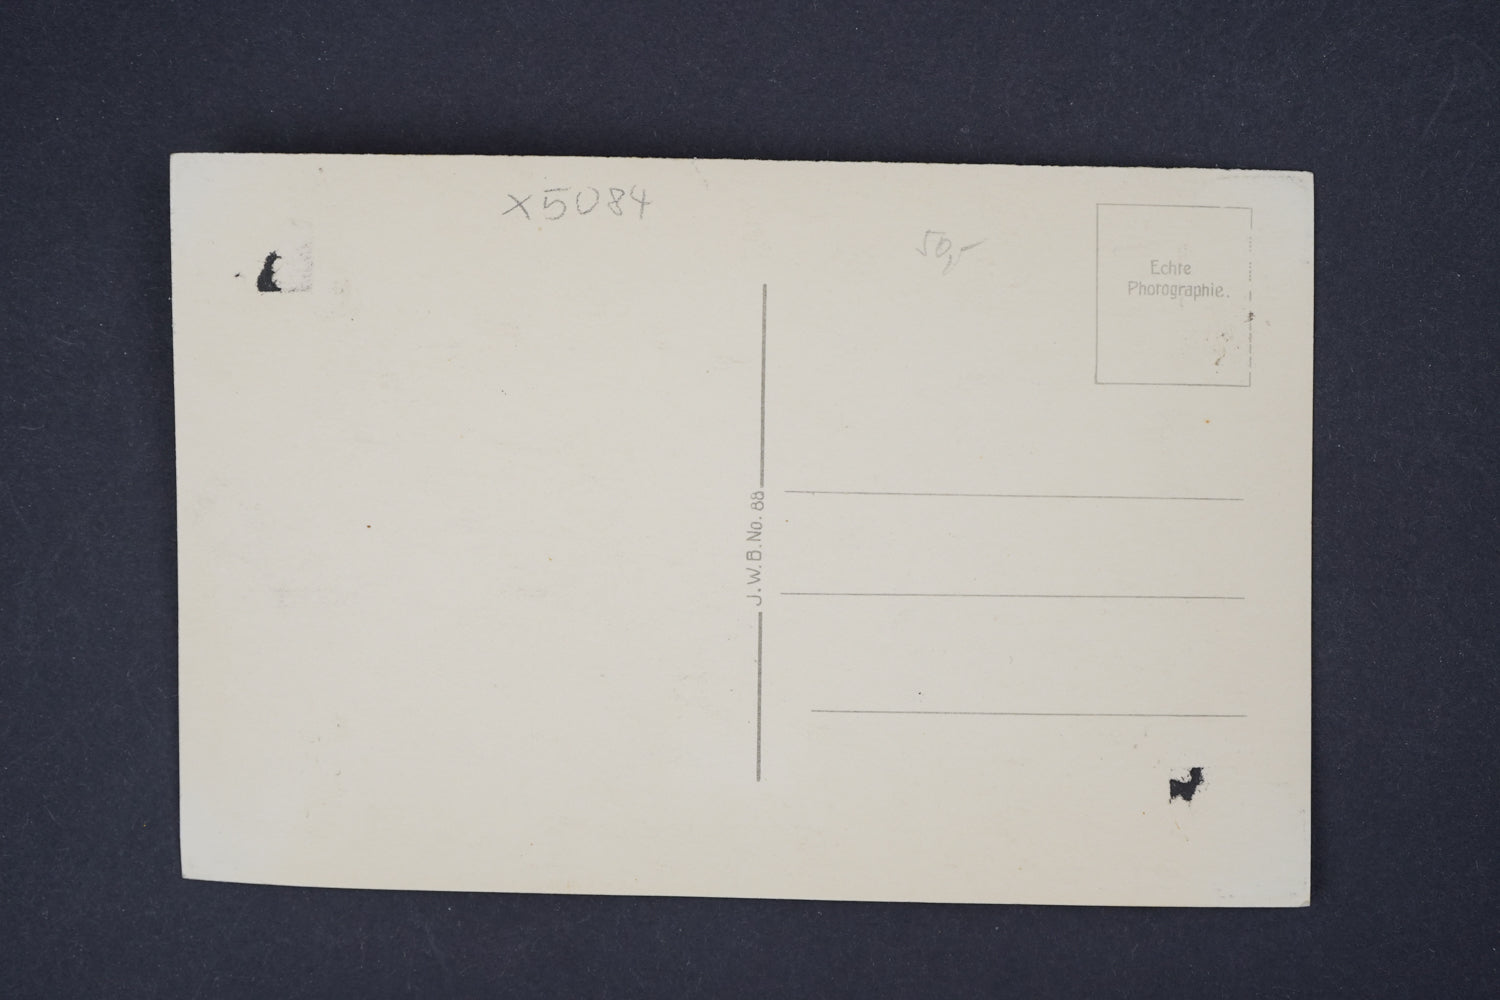 X5084
50,-
Echte
Photographie.
J.W.B.No. 88